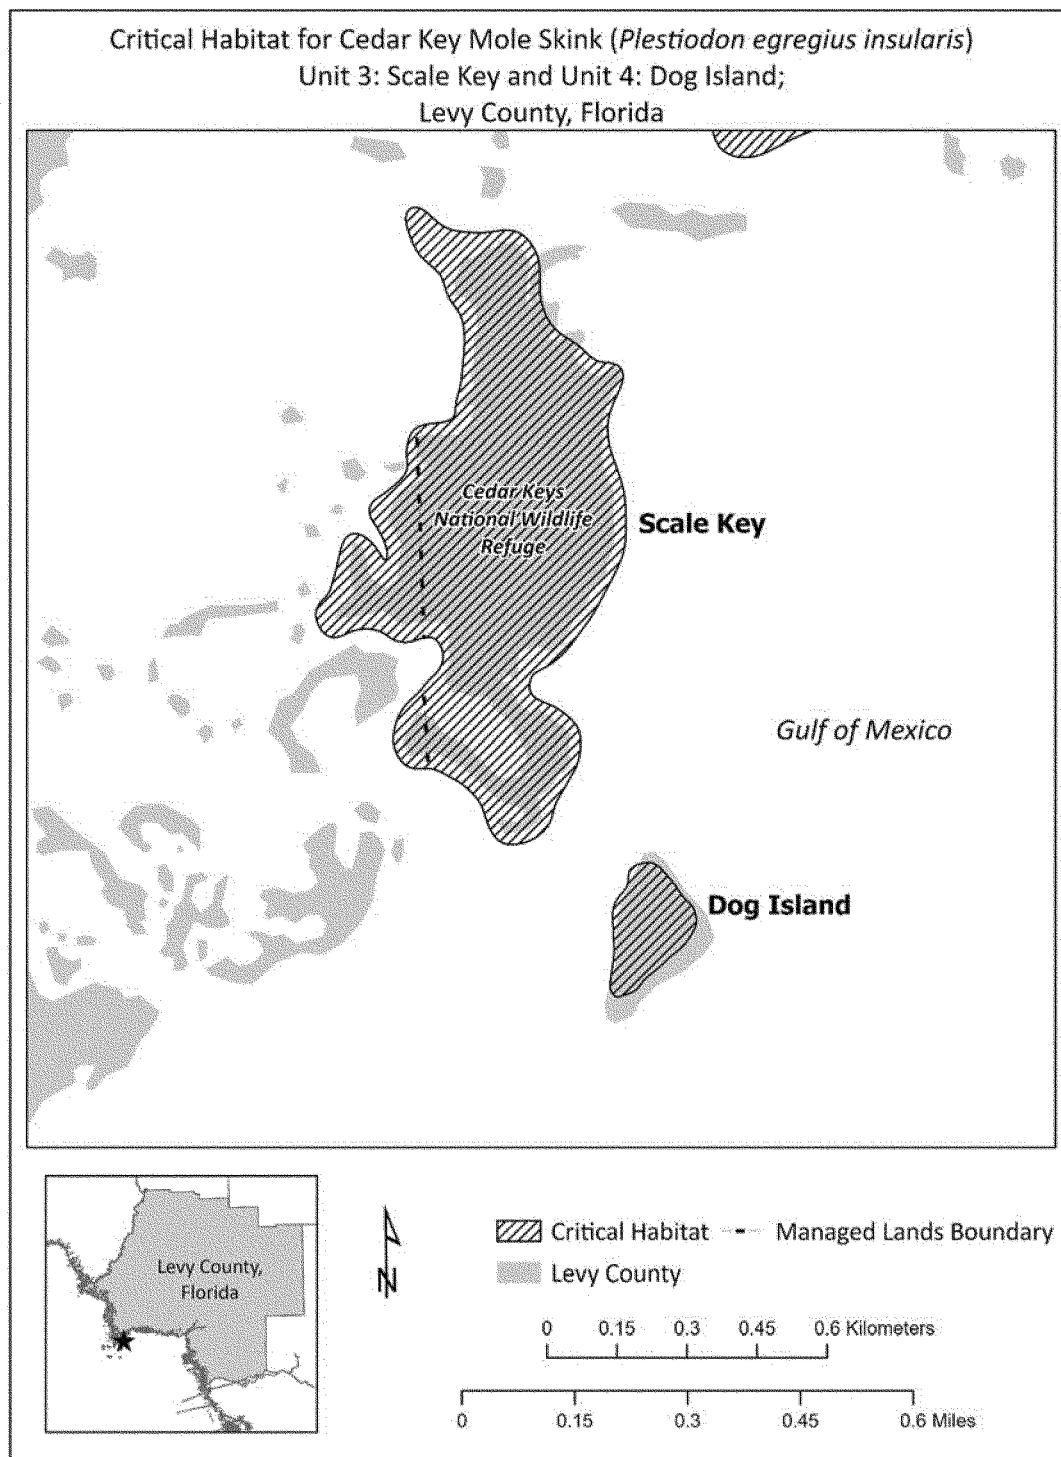 Critical Habitat for Cedar Key Mole Skink (Plestiodon egregius insularis)
Unit 3: Scale Key and Unit 4: Dog Island;
Levy County, Florida
Cedar Keys
National Wildlife
Refuge
Scale Key
Gulf of Mexico
Dog Island
Levy County,
Florida
N
Critical Habitat
Managed Lands Boundary
Levy County
0 0.15 0.3 0.45 0.6 Kilometers
0 0.15 0.3 0.45 0.6 Miles